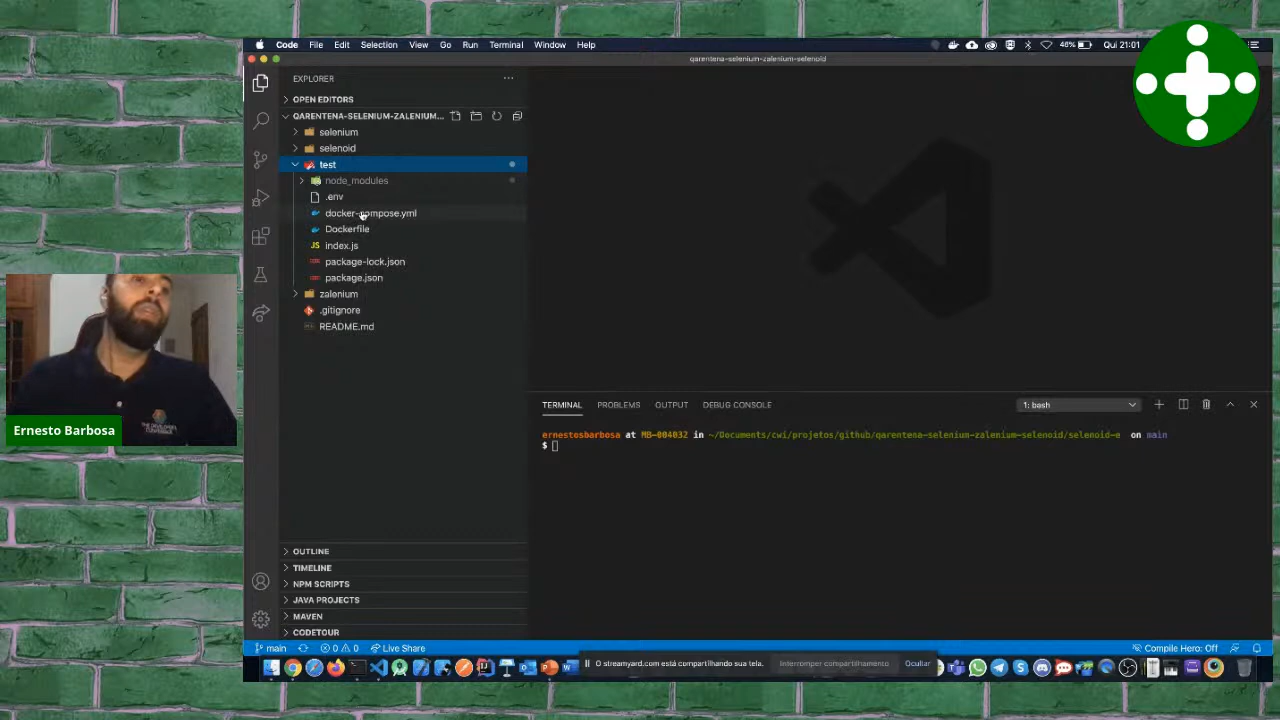 Code File Edit Selection View Go Run Terminal Window Help 46% Qui 21:01
qarentena-selenium-zalenium-selenoid
EXPLORER
OPEN EDITORS
QARENTENA-SELENIUM-ZALENIUM...
selenium
selenoid
test
node_modules
.env
docker-compose.yml
Dockerfile
JS index.js
package-lock.json
package.json
zalenium
.gitignore
README.md
TERMINAL PROBLEMS OUTPUT DEBUG CONSOLE 1: bash
ernestosbarbosa at MB-004032 in ~/Documents/cwi/projetos/github/qarentena-selenium-zalenium-selenoid/selenoid-e on main
$
Ernesto Barbosa
OUTLINE
TIMELINE
NPM SCRIPTS
JAVA PROJECTS
MAVEN
CODETOUR
main 0 0 Live Share Compile Hero: Off
O streamyard.com está compartilhando sua tela. Interromper compartilhamento Ocultar